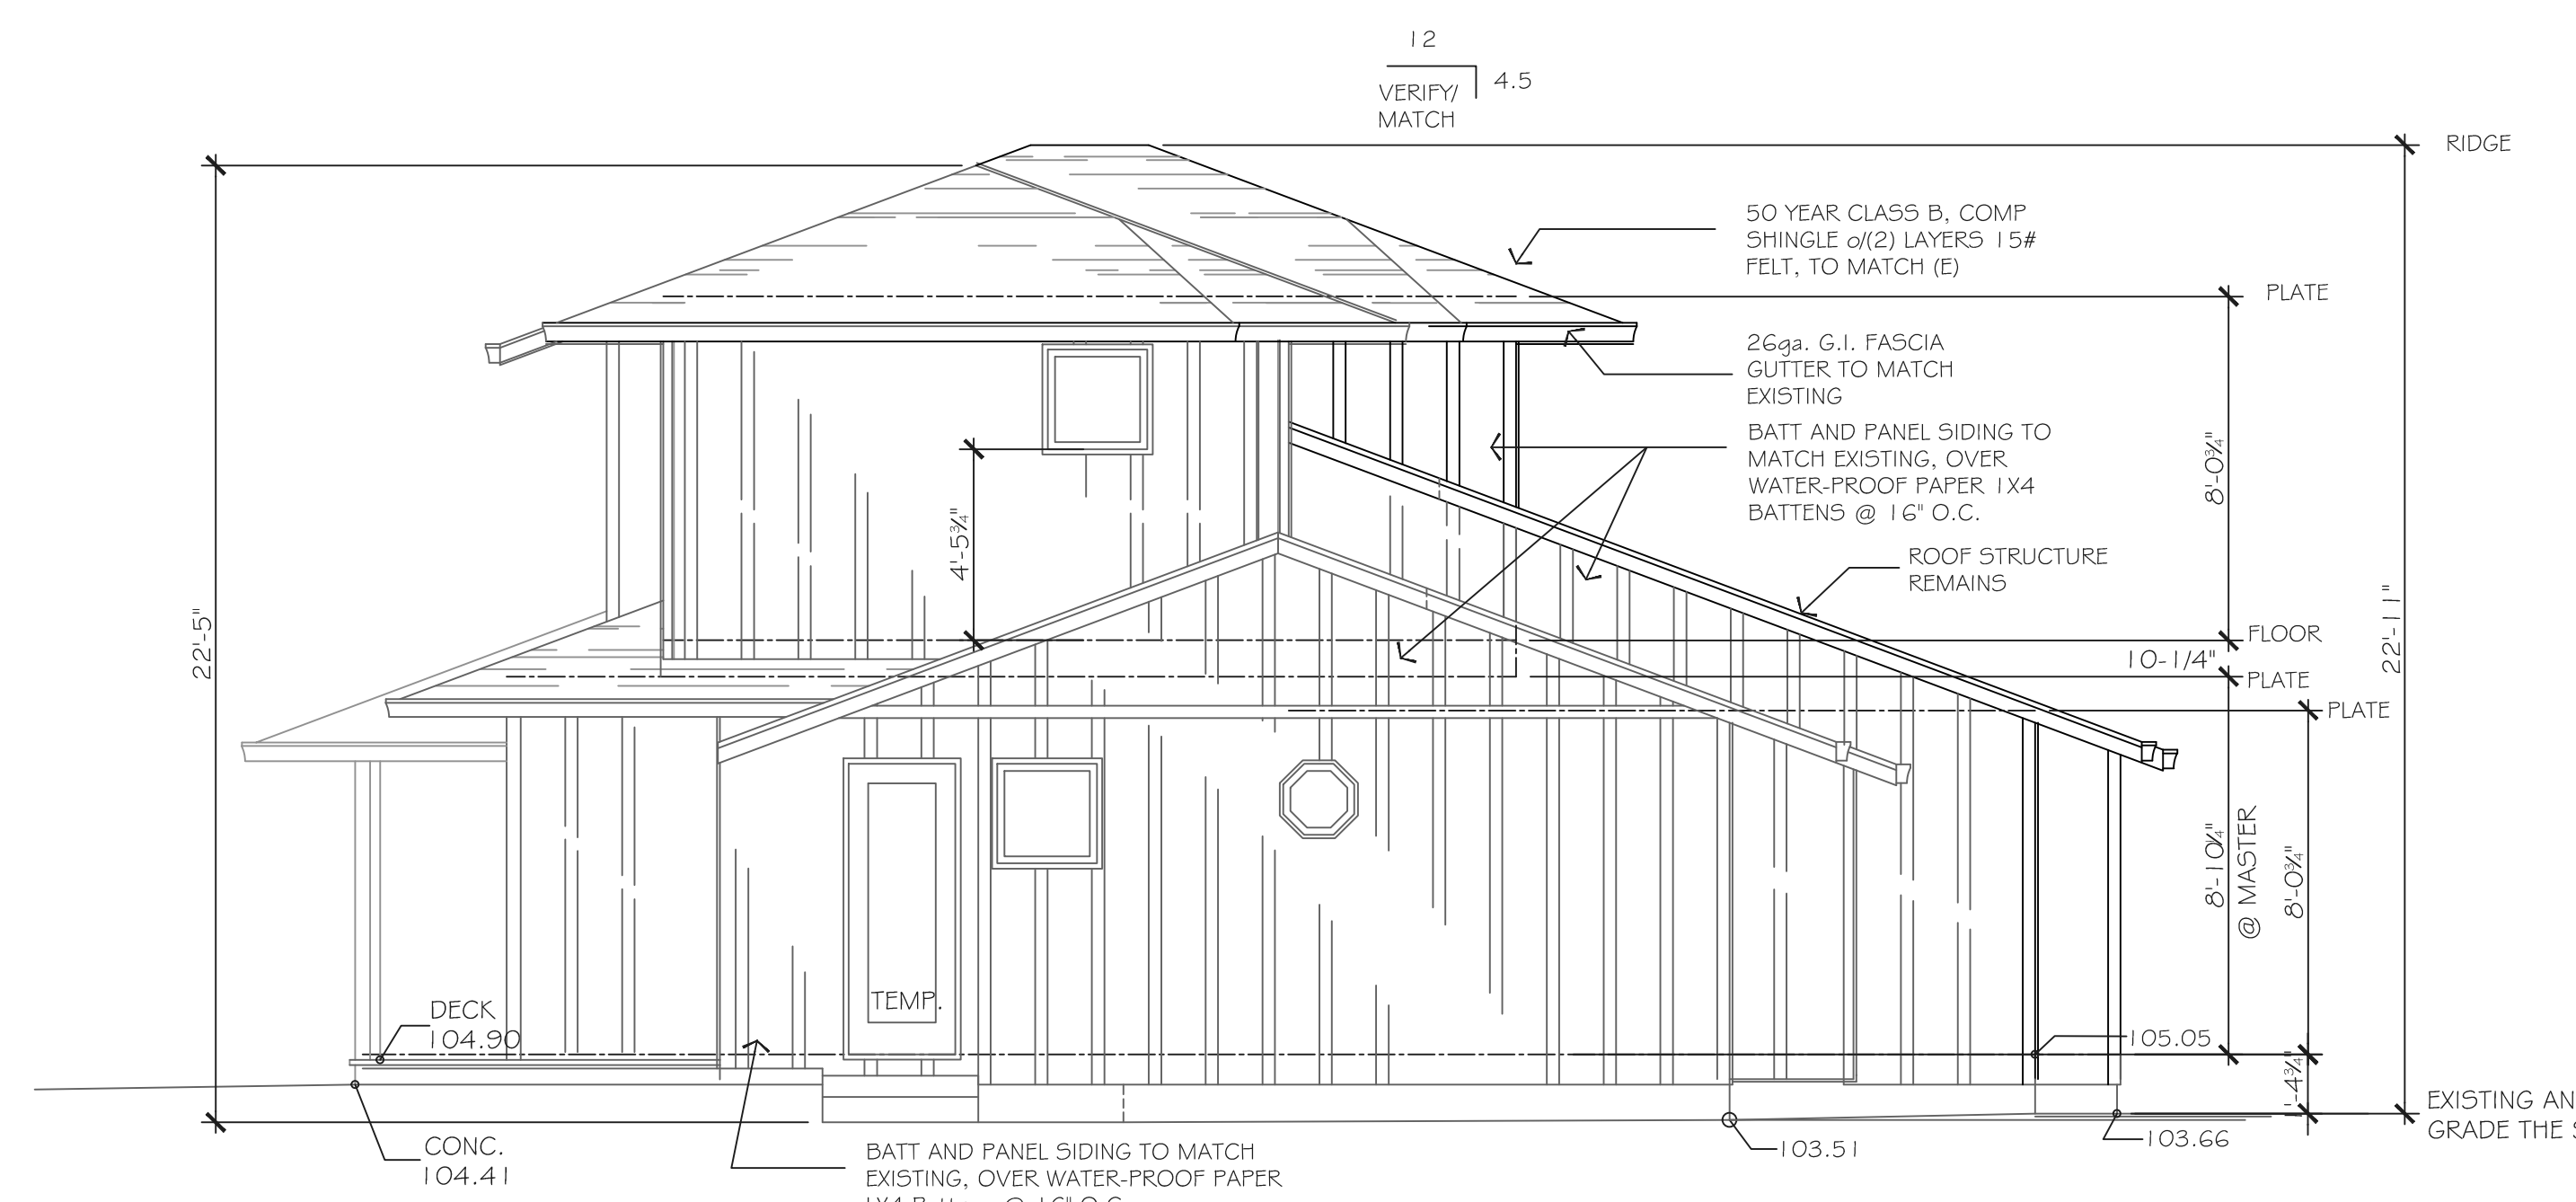 12
4.5
VERIFY/
MATCH
RIDGE
50 YEAR CLASS B, COMP
SHINGLE o/(2) LAYERS 15#
FELT, TO MATCH (E)
PLATE
26ga. G.I. FASCIA
GUTTER TO MATCH
EXISTING
BATT AND PANEL SIDING TO
MATCH EXISTING, OVER
WATER-PROOF PAPER 1X4
BATTENS @ 16" O.C.
8'-0¾"
4'-5¾"
ROOF STRUCTURE
REMAINS
22'-5"
22'-11"
FLOOR
10-1/4"
PLATE
PLATE
8'-10¼"
@ MASTER
8'-0¾"
TEMP.
DECK
104.90
105.05
1'-4¾"
EXISTING AN
GRADE THE
CONC.
104.41
103.51
103.66
BATT AND PANEL SIDING TO MATCH
EXISTING, OVER WATER-PROOF PAPER